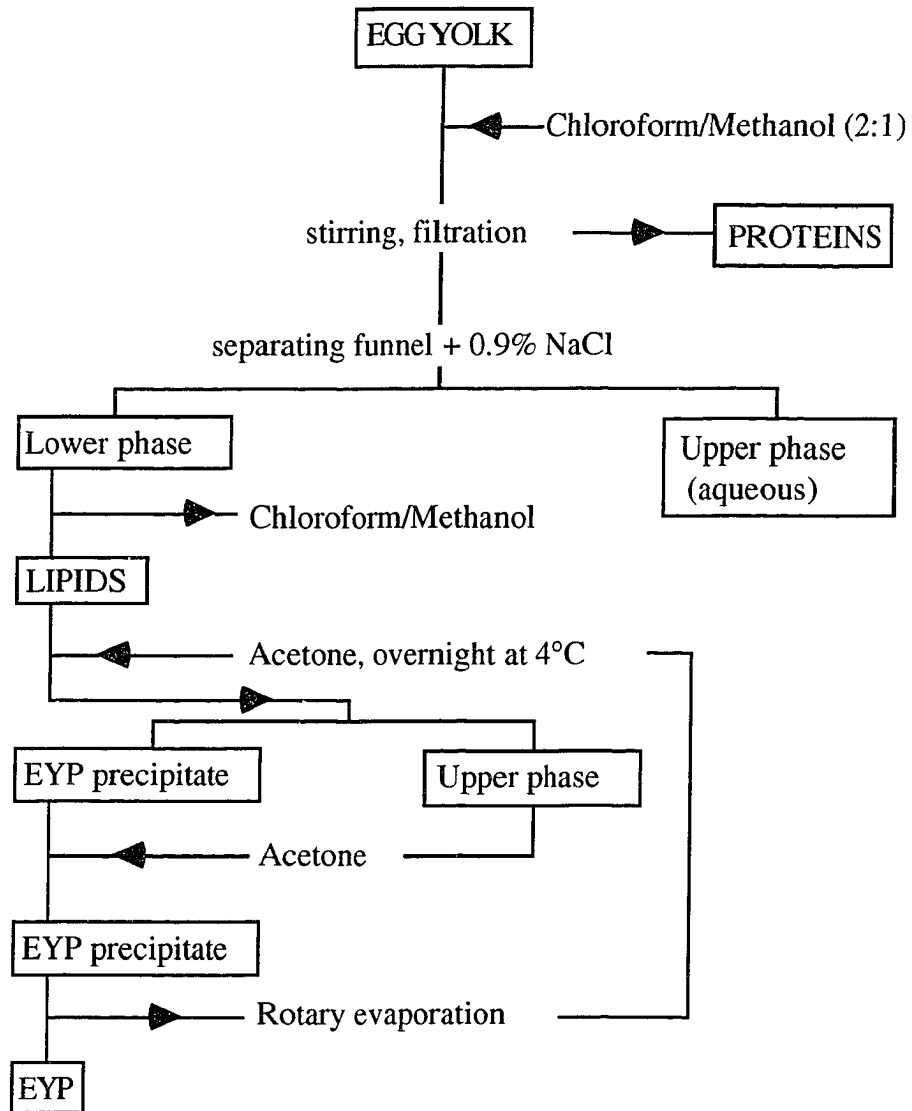 EGG YOLK
Chloroform/Methanol (2:1)
stirring, filtration
PROTEINS
separating funnel + 0.9% NaCl
Lower phase
Upper phase
(aqueous)
Chloroform/Methanol
LIPIDS
Acetone, overnight at 4°C
EYP precipitate
Upper phase
Acetone
EYP precipitate
Rotary evaporation
EYP